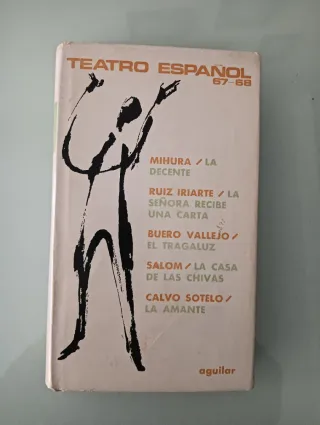 TEATRO ESPAÑOL
67-68
MIHURA / LA
DECENTE
RUIZ IRIARTE / LA
SEÑORA RECIBE
UNA CARTA
BUERO VALLEJO /
EL TRAGALUZ
SALOM / LA CASA
DE LAS CHIVAS
CALVO SOTELO /
LA AMANTE
aguilar